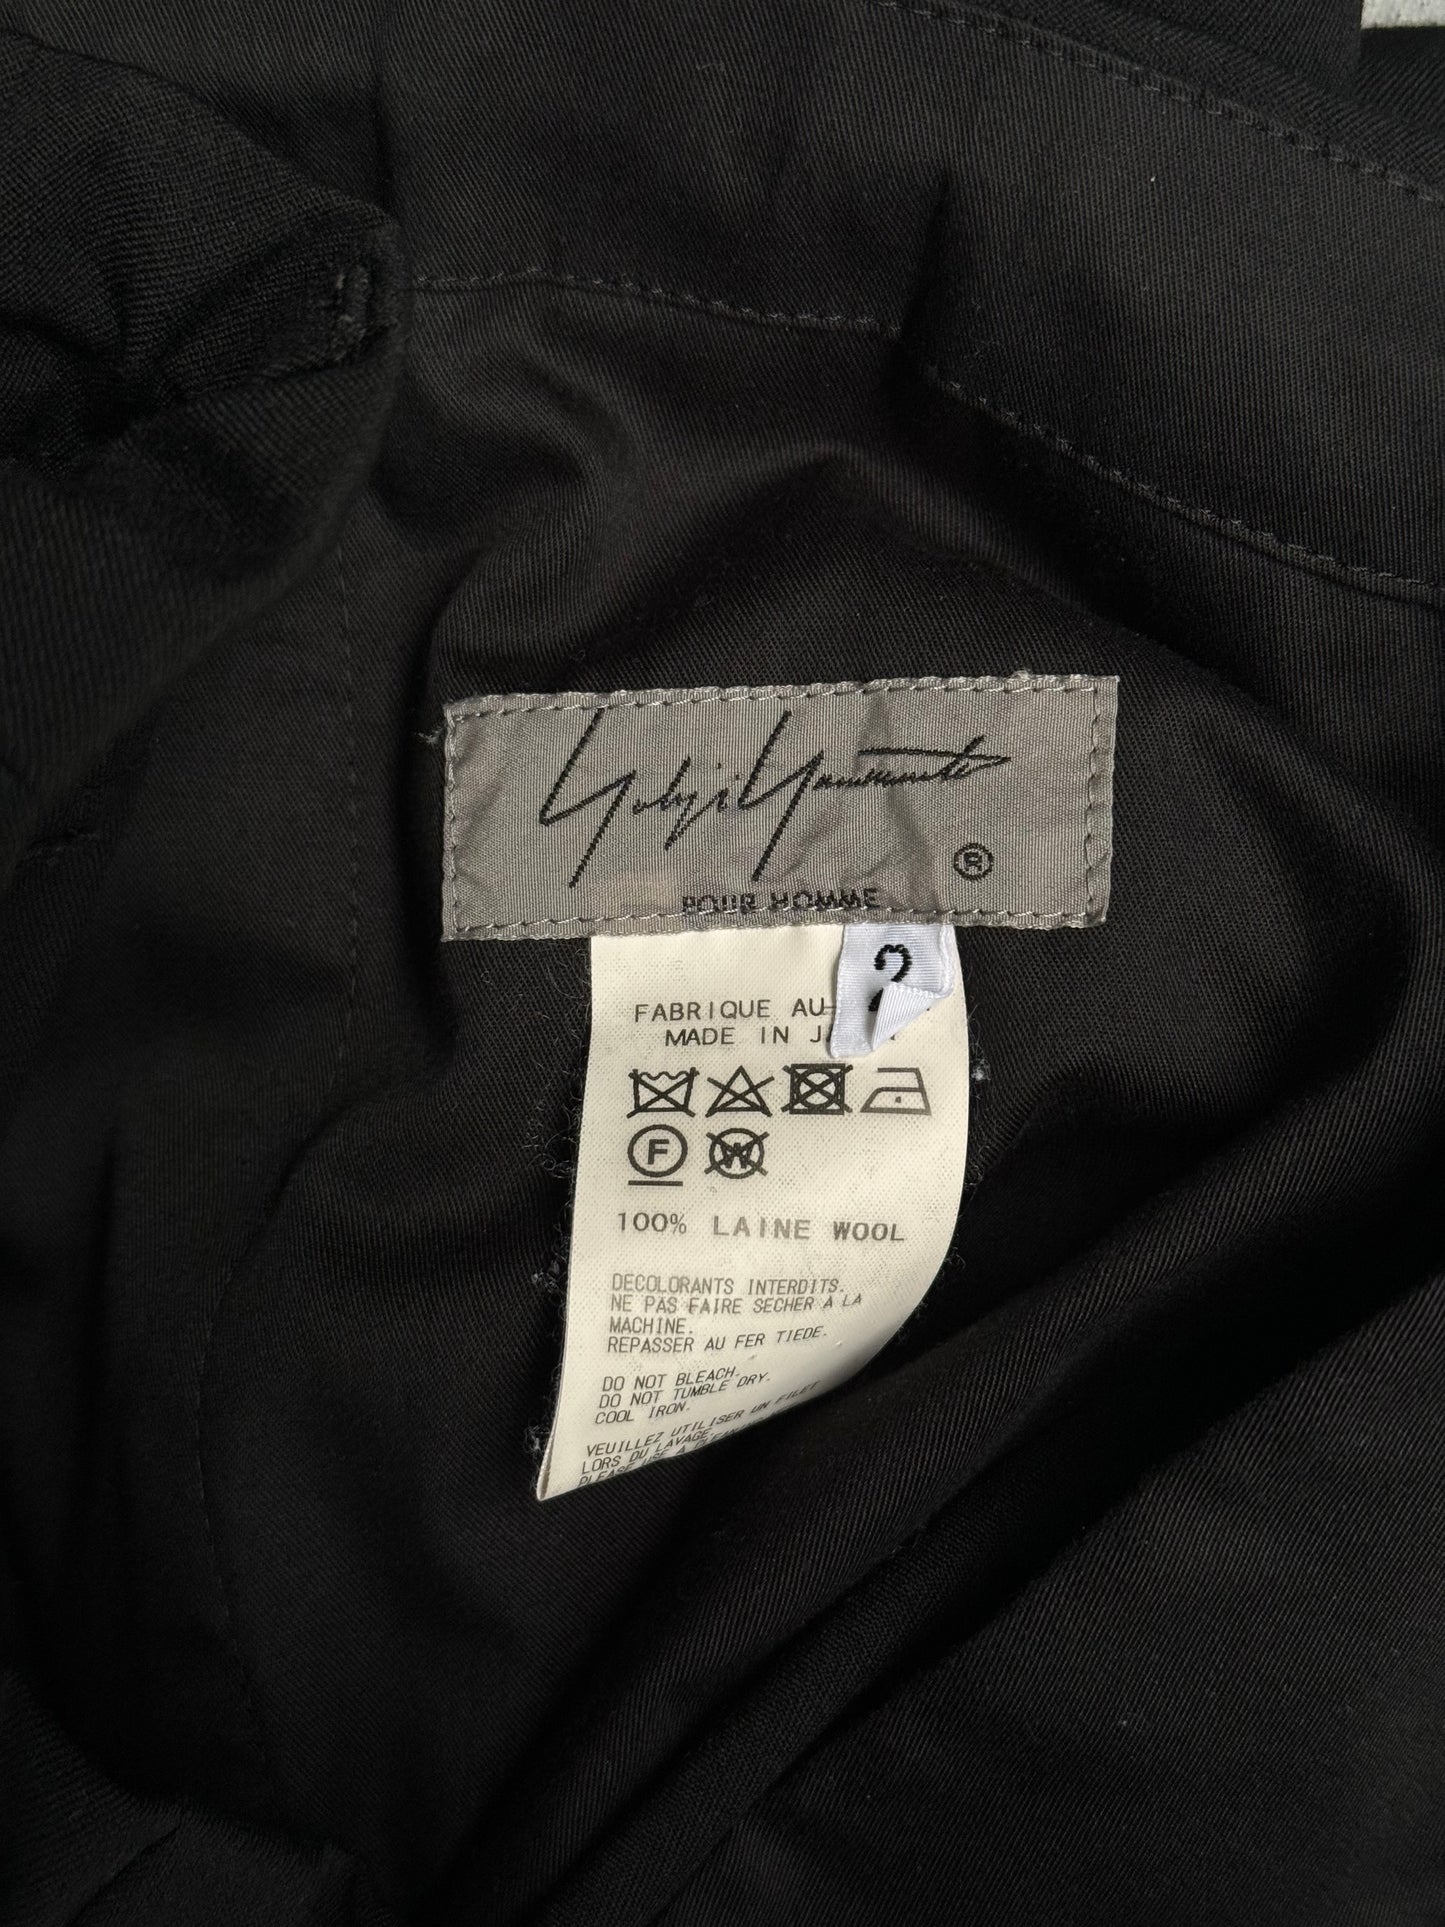 Yohji Yamamoto
®
POUR HOMME
2
FABRIQUE AU
MADE IN
F
W
100% LAINE WOOL
DECOLORANTS INTERDITS.
NE PAS FAIRE SECHER À LA
MACHINE.
REPASSER AU FER TIEDE.
DO NOT BLEACH.
DO NOT TUMBLE DRY.
COOL IRON.
VEUILLEZ UTILISER UN FILET
LORS DU LAVAGE.
PLEASE USE A